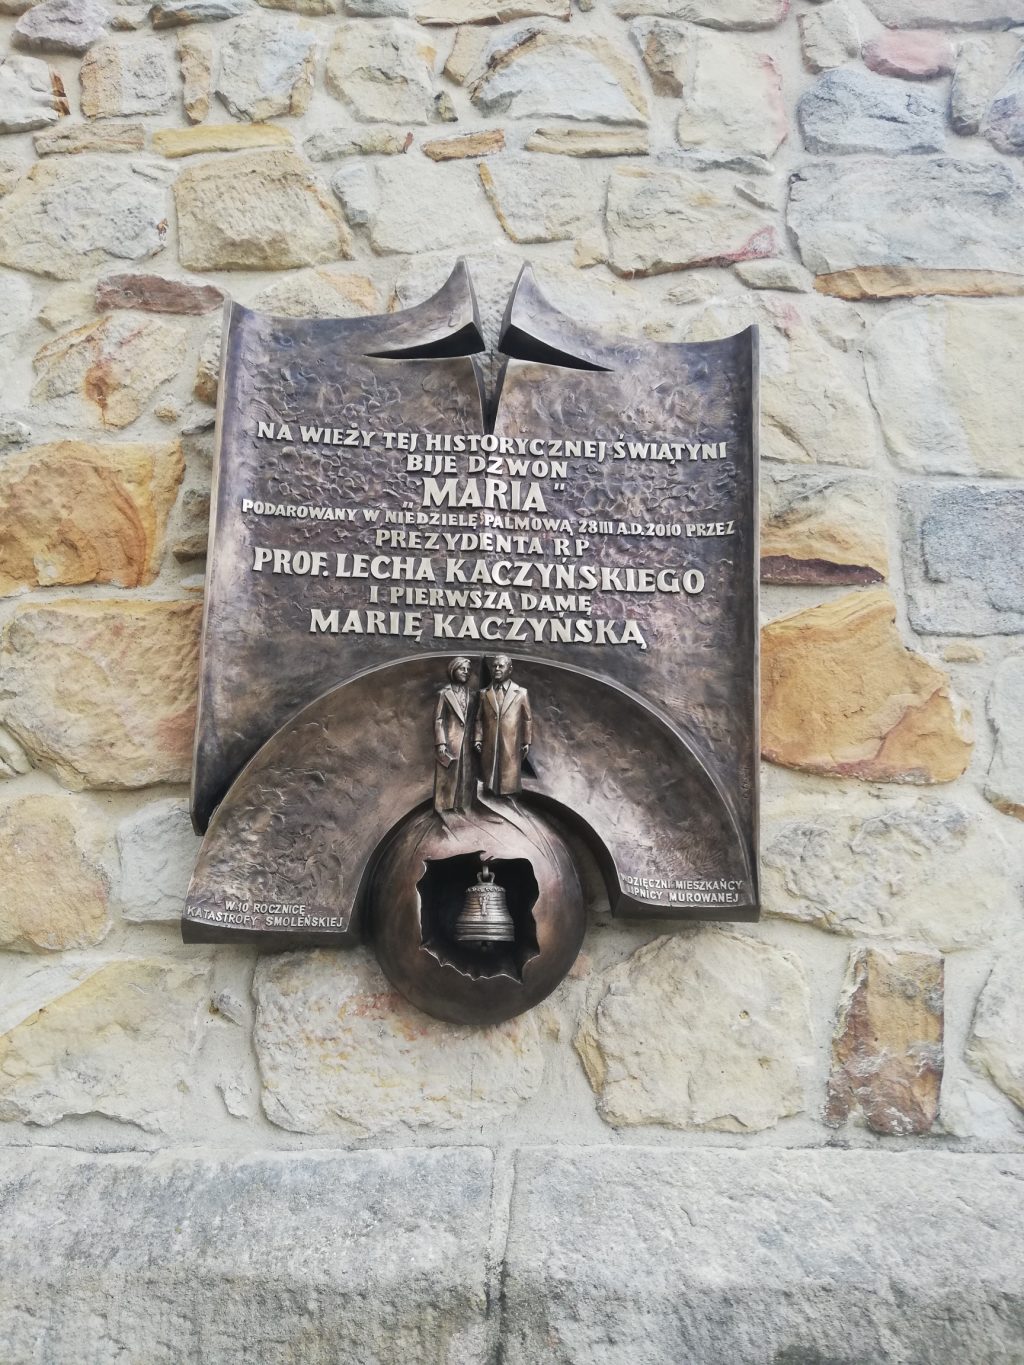 NA WIEŻY TEJ HISTORYCZNEJ ŚWIĄTYNI
BIJE DZWON
„MARIA"
PODAROWANY W NIEDZIELĘ PALMOWĄ 28 III A.D. 2010 PRZEZ
PREZYDENTA RP
PROF. LECHA KACZYŃSKIEGO
I PIERWSZĄ DAMĘ
MARIĘ KACZYŃSKĄ
W 10 ROCZNICĘ
KATASTROFY SMOLEŃSKIEJ
WDZIĘCZNI MIESZKAŃCY
LIPNICY MUROWANEJ